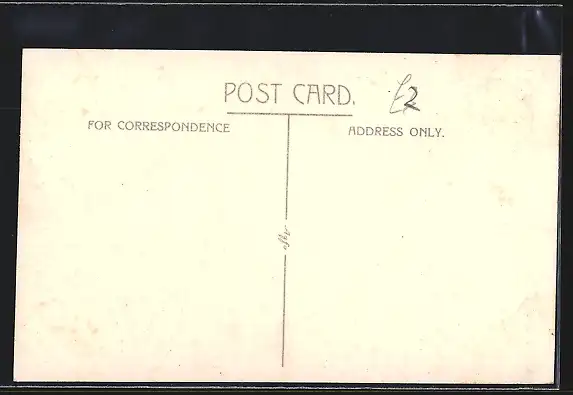 POST CARD.
£2
FOR CORRESPONDENCE
ADDRESS ONLY.